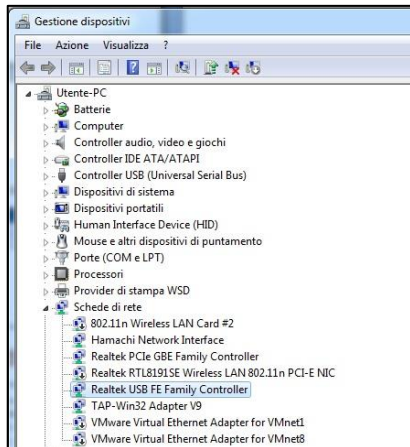 Gestione dispositivi
File Azione Visualizza ?
Utente-PC
Batterie
Computer
Controller audio, video e giochi
Controller IDE ATA/ATAPI
Controller USB (Universal Serial Bus)
Dispositivi di sistema
Dispositivi portatili
Human Interface Device (HID)
Mouse e altri dispositivi di puntamento
Porte (COM e LPT)
Processori
Provider di stampa WSD
Schede di rete
802.11n Wireless LAN Card #2
Hamachi Network Interface
Realtek PCIe GBE Family Controller
Realtek RTL8191SE Wireless LAN 802.11n PCI-E NIC
Realtek USB FE Family Controller
TAP-Win32 Adapter V9
VMware Virtual Ethernet Adapter for VMnet1
VMware Virtual Ethernet Adapter for VMnet8